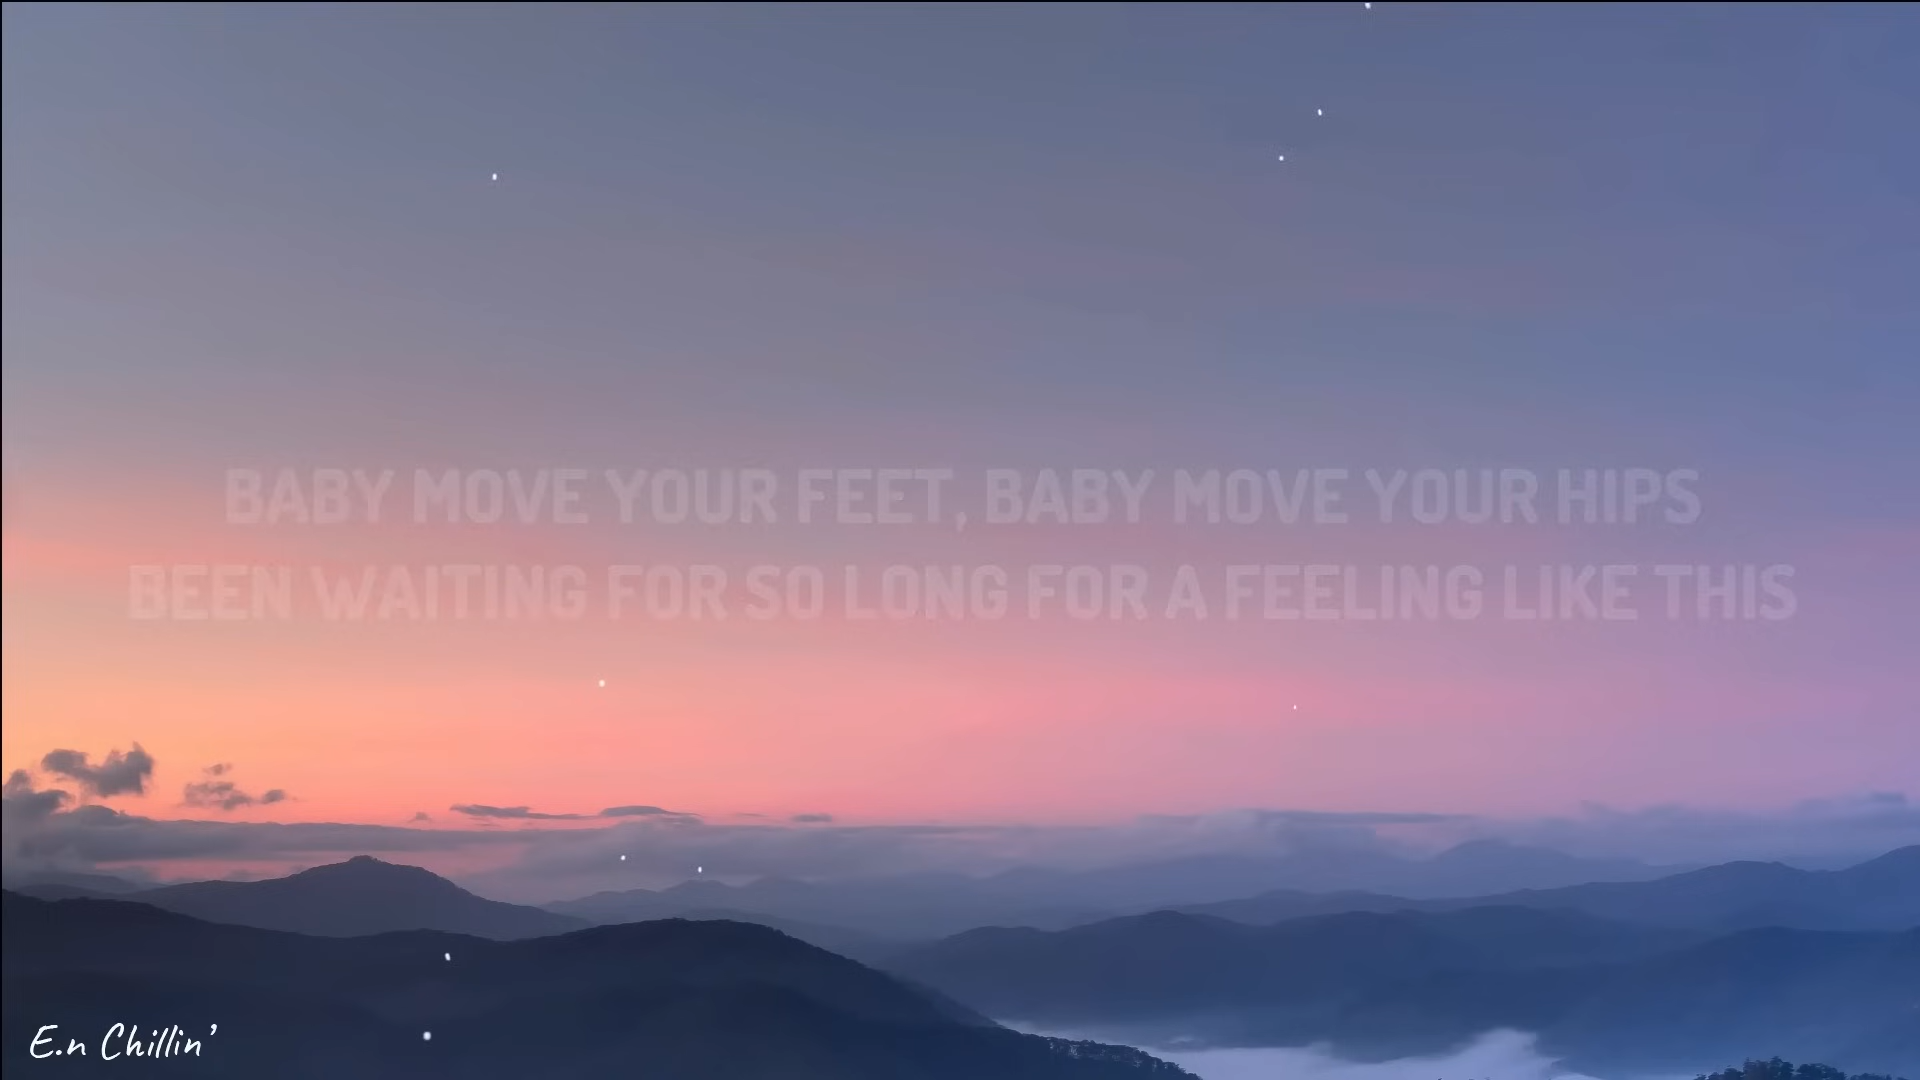 BABY MOVE YOUR FEET, BABY MOVE YOUR HIPS
BEEN WAITING FOR SO LONG FOR A FEELING LIKE THIS
E.n Chillin'